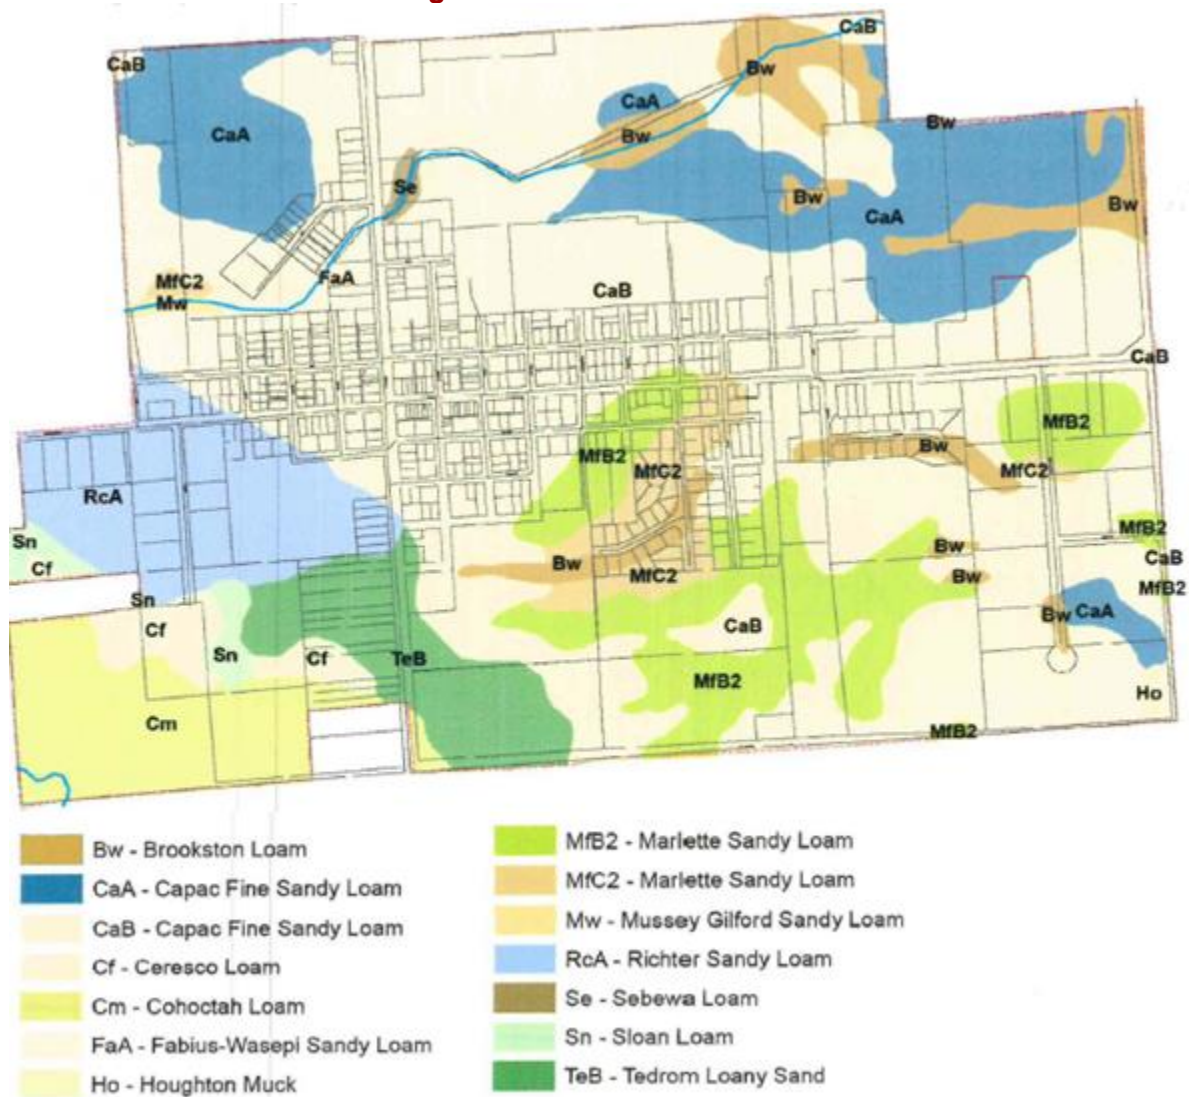 CaB
CaB
CaA
Bw
CaA
Bw
Bw
Se
Bw
Bw
CaA
MfC2
FaA
Mw
CaB
CaB
MfB2
MfB2
MfC2
Bw
MfC2
RcA
Sn
MfB2
Cf
Bw
Bw
CaB
MfC2
Bw
MfB2
Sn
Bw
CaA
Cf
CaB
Sn
Cf
TeB
MfB2
Ho
Cm
MfB2
Bw - Brookston Loam
CaA - Capac Fine Sandy Loam
CaB - Capac Fine Sandy Loam
Cf - Ceresco Loam
Cm - Cohoctah Loam
FaA - Fabius-Wasepi Sandy Loam
Ho - Houghton Muck
MfB2 - Marlette Sandy Loam
MfC2 - Marlette Sandy Loam
Mw - Mussey Gilford Sandy Loam
RcA - Richter Sandy Loam
Se - Sebewa Loam
Sn - Sloan Loam
TeB - Tedrom Loany Sand